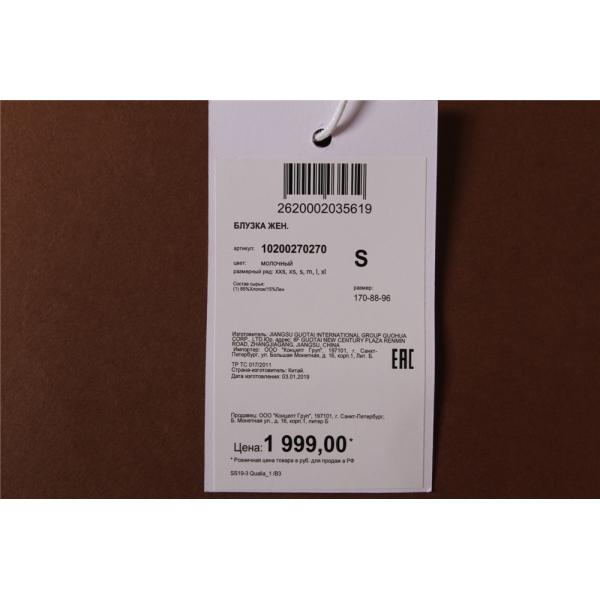 2620002035619
БЛУЗКА ЖЕН.
артикул: 10200270270
S
цвет: молочный
размерный ряд: xxs, xs, s, m, l, xl
Состав сырья: размер:
(1) 85%Хлопок/15%Лен 170-88-96
Изготовитель: JIANGSU GUOTAI INTERNATIONAL GROUP GUOHUA
CORP., LTD.Юр. адрес: 8F GUOTAI NEW CENTURY PLAZA RENMIN
ROAD, ZHANGJIAGANG, JIANGSU, CHINA
Импортер: ООО "Концепт Груп", 197101, г. Санкт-
Петербург, ул. Большая Монетная, д. 16, корп.1, Лит. Б.
EAC
ТР ТС 017/2011
Страна-изготовитель: Китай.
Дата изготовления: 03.01.2019
Продавец: ООО "Концепт Груп", 197101, г. Санкт-Петербург,
Б. Монетная ул., д. 16, корп.1, литер Б
Цена: 1 999,00*
* Розничная цена товара в руб. для продаж в РФ
SS19-3 Qualia_1 /B3